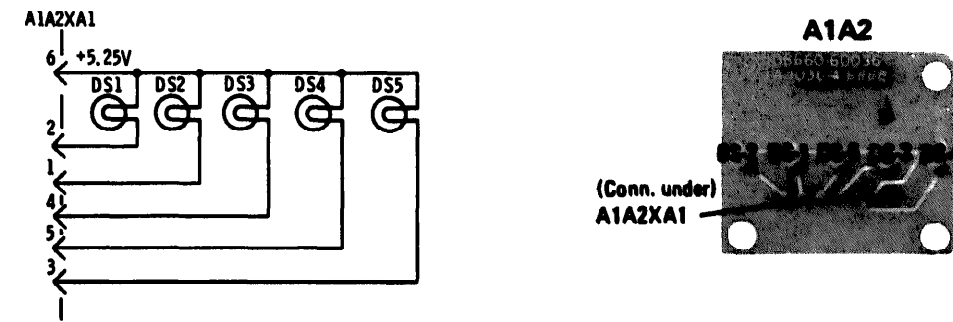 A1A2XA1
6 +5.25V
DS1 DS2 DS3 DS4 DS5
2
1
4
5
3
A1A2
(Conn. under)
A1A2XA1